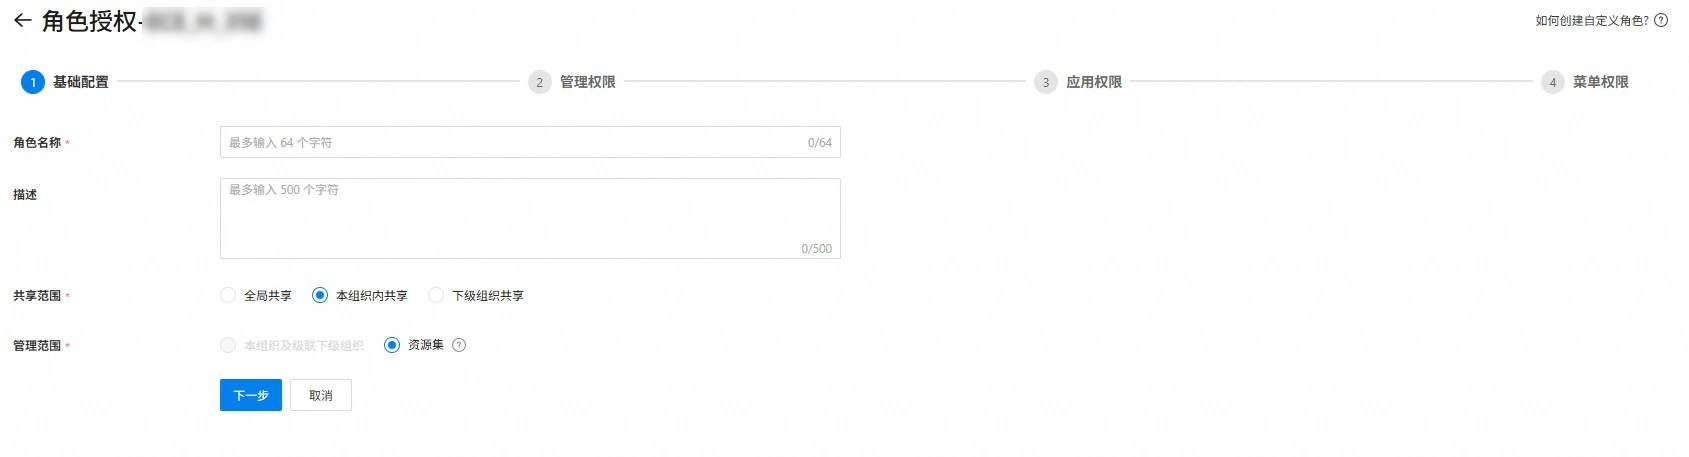 角色授权-
如何创建自定义角色?
1 基础配置
2 管理权限
3 应用权限
4 菜单权限
角色名称 *
最多输入 64 个字符
0/64
描述
最多输入 500 个字符
0/500
共享范围 *
全局共享 本组织内共享 下级组织共享
管理范围 *
本组织及级联下级组织 资源集
下一步 取消